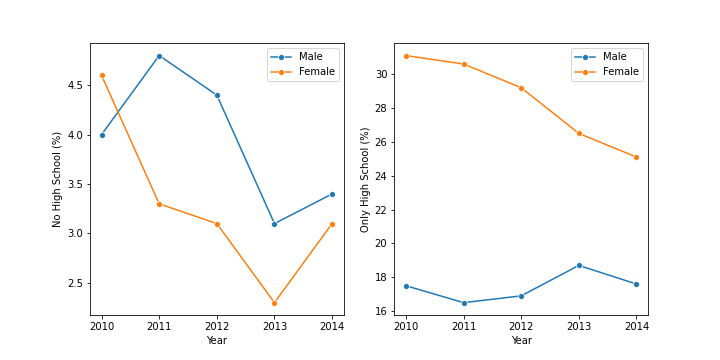 No High School (%)
4.5
4.0
3.5
3.0
2.5
2010 2011 2012 2013 2014
Year
Male
Female
Only High School (%)
30
28
26
24
22
20
18
16
2010 2011 2012 2013 2014
Year
Male
Female